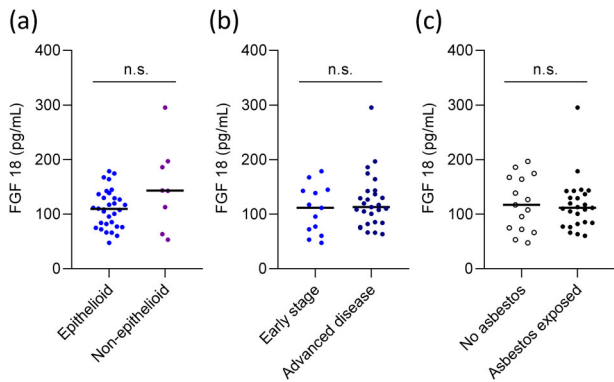 (a)
FGF 18 (pg/mL)
400
300
200
100
0
n.s.
Epithelioid
Non-epithelioid
(b)
FGF 18 (pg/mL)
400
300
200
100
0
n.s.
Early stage
Advanced disease
(c)
FGF 18 (pg/mL)
400
300
200
100
0
n.s.
No asbestos
Asbestos exposed